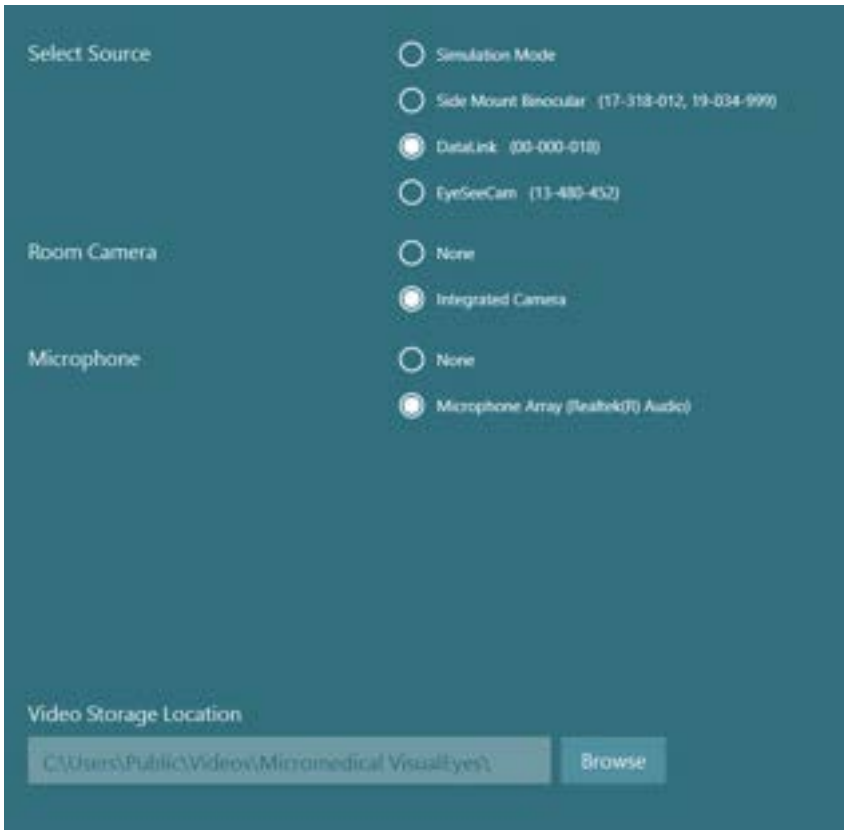 Select Source
Simulation Mode
Side Mount Binocular (17-318-012, 19-034-999)
DataLink (00-000-018)
EyeSeeCam (13-480-452)
Room Camera
None
Integrated Camera
Microphone
None
Microphone Array (Realtek(R) Audio)
Video Storage Location
C:\Users\Public\Videos\Micromedical VisualEyes\
Browse